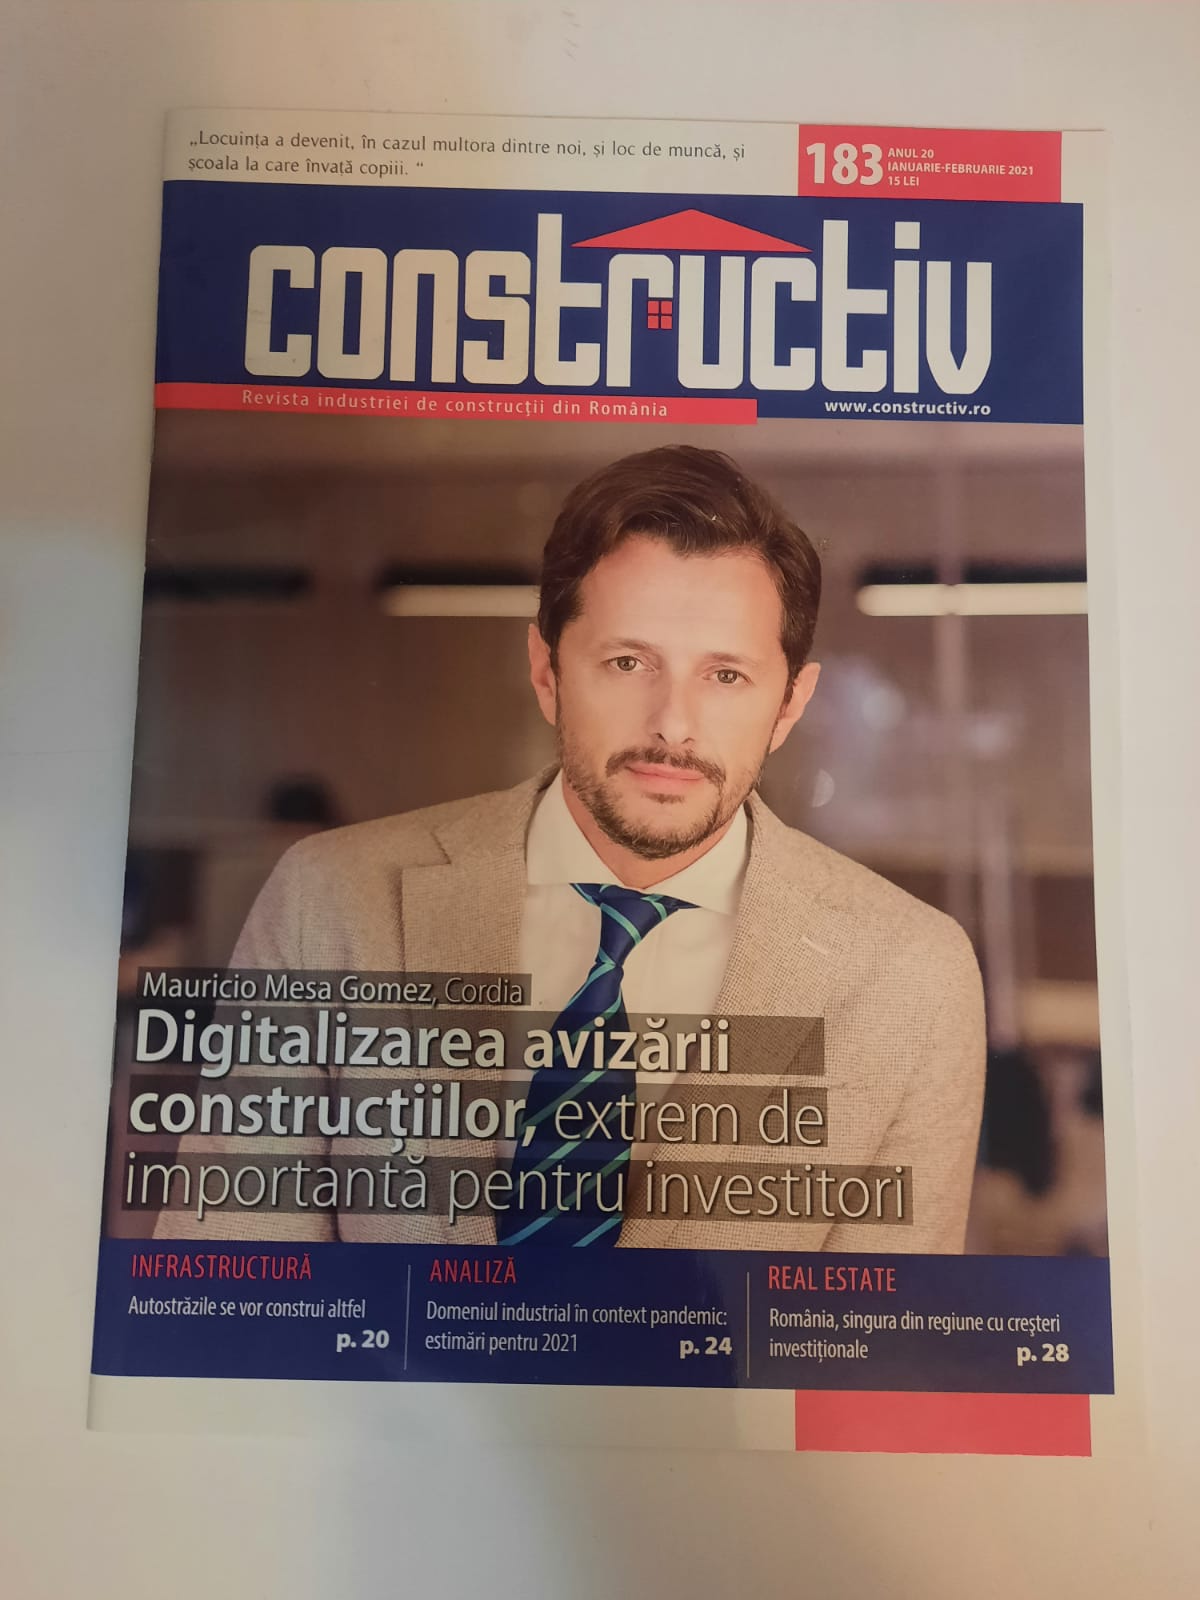 „Locuința a devenit, în cazul multora dintre noi, și loc de muncă, și
școala la care învață copiii. “
183
ANUL 20
IANUARIE-FEBRUARIE 2021
15 LEI
constructiv
Revista industriei de construcții din România
www.constructiv.ro
Mauricio Mesa Gomez, Cordia
Digitalizarea avizării
construcţiilor, extrem de
importantă pentru investitori
INFRASTRUCTURĂ
Autostrăzile se vor construi altfel
p. 20
ANALIZĂ
Domeniul industrial în context pandemic:
estimări pentru 2021
p. 24
REAL ESTATE
România, singura din regiune cu creşteri
investiţionale
p. 28